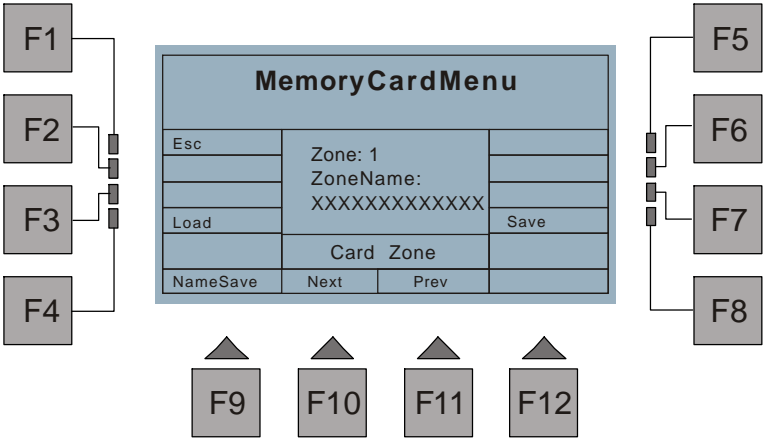 F1
F5
MemoryCardMenu
F2
F6
Esc
Zone: 1
ZoneName:
XXXXXXXXXXXXX
F3
F7
Load
Save
Card Zone
NameSave Next Prev
F4
F8
F9 F10 F11 F12